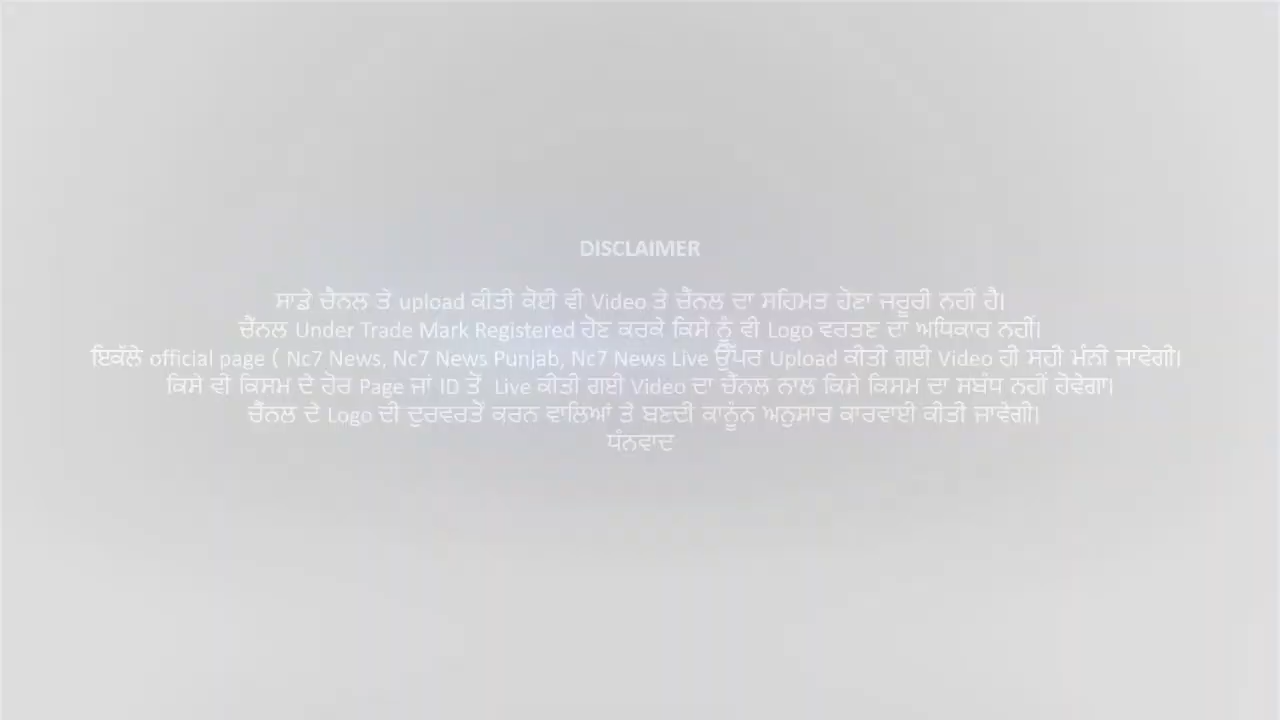 DISCLAIMER
ਸਾਡੇ ਚੈਨਲ ਤੇ upload ਕੀਤੀ ਕੋਈ ਵੀ Video ਤੇ ਚੈੱਨਲ ਦਾ ਸਹਿਮਤ ਹੋਣਾ ਜਰੂਰੀ ਨਹੀਂ ਹੈ।
ਚੈੱਨਲ Under Trade Mark Registered ਹੋਣ ਕਰਕੇ ਕਿਸੇ ਨੂੰ ਵੀ Logo ਵਰਤਣ ਦਾ ਅਧਿਕਾਰ ਨਹੀਂ।
ਇਕੱਲੇ official page ( Nc7 News, Nc7 News Punjab, Nc7 News Live ਉੱਪਰ Upload ਕੀਤੀ ਗਈ Video ਹੀ ਸਹੀ ਮੰਨੀ ਜਾਵੇਗੀ।
ਕਿਸੇ ਵੀ ਕਿਸਮ ਦੇ ਹੋਰ Page ਜਾਂ ID ਤੋਂ Live ਕੀਤੀ ਗਈ Video ਦਾ ਚੈੱਨਲ ਨਾਲ ਕਿਸੇ ਕਿਸਮ ਦਾ ਸਬੰਧ ਨਹੀਂ ਹੋਵੇਗਾ।
ਚੈੱਨਲ ਦੇ Logo ਦੀ ਦੁਰਵਰਤੋਂ ਕਰਨ ਵਾਲਿਆਂ ਤੇ ਬਣਦੀ ਕਾਨੂੰਨ ਅਨੁਸਾਰ ਕਾਰਵਾਈ ਕੀਤੀ ਜਾਵੇਗੀ।
ਧੰਨਵਾਦ